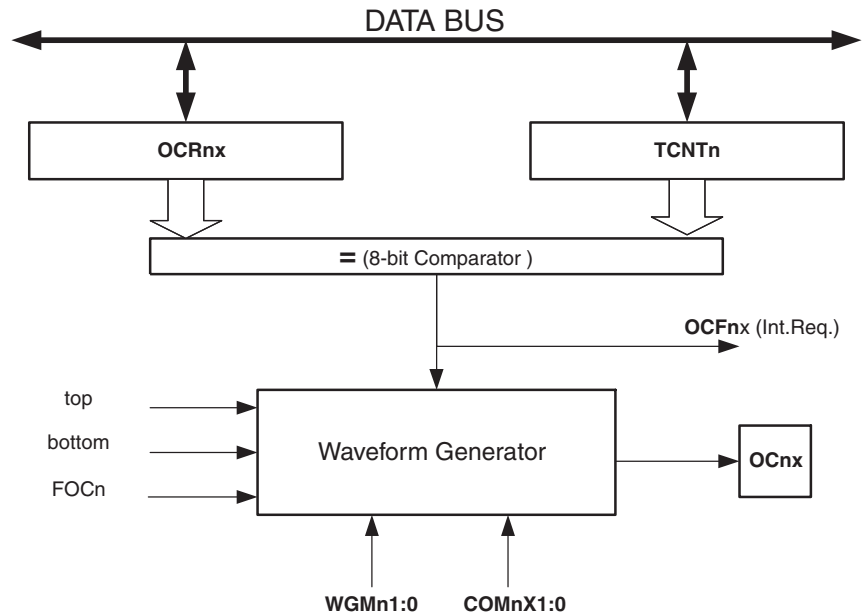 DATA BUS
OCRnx
TCNTn
= (8-bit Comparator )
OCFnx (Int.Req.)
top
bottom
FOCn
Waveform Generator
OCnx
WGMn1:0
COMnX1:0